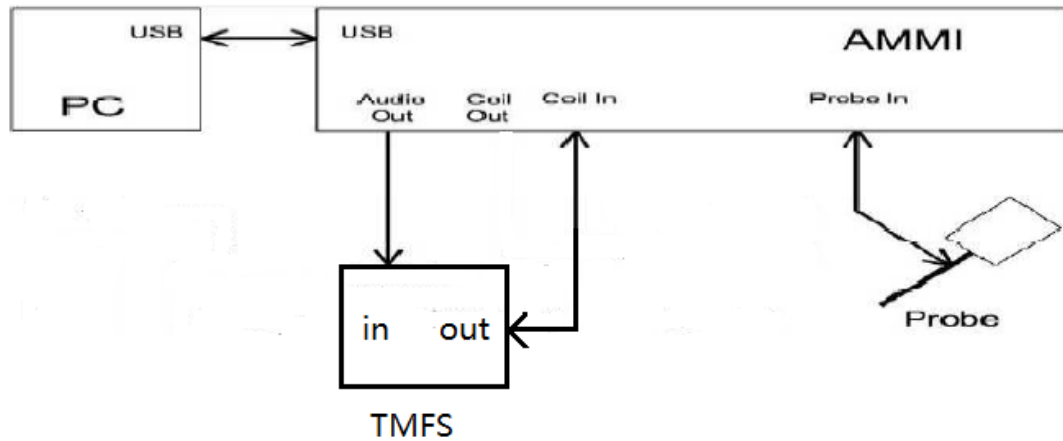 USB
USB
AMMI
PC
Audio
Out
Coil
Out
Coil In
Probe In
in
out
Probe
TMFS